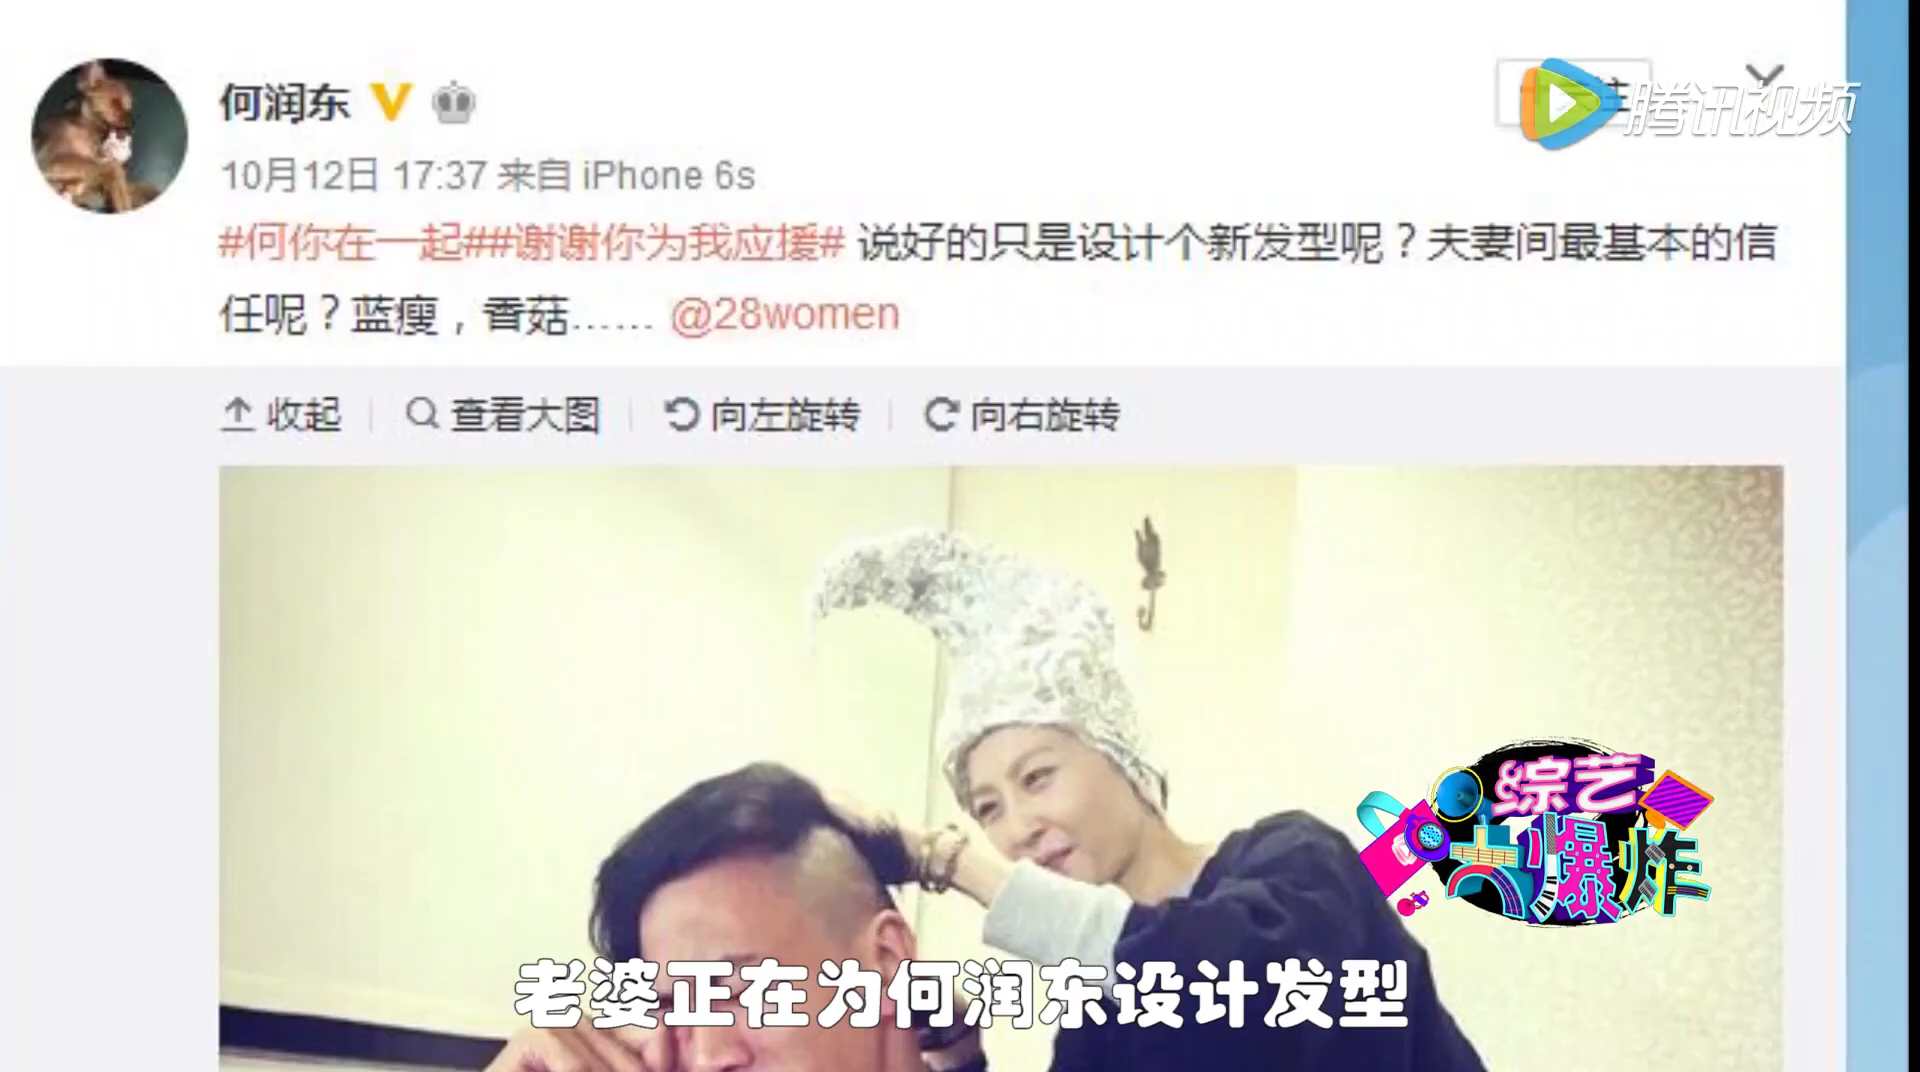 何润东
腾讯视频
10月12日 17:37 来自 iPhone 6s
#何你在一起##谢谢你为我应援# 说好的只是设计个新发型呢？夫妻间最基本的信
任呢？蓝瘦，香菇…… @28women
收起 查看大图 向左旋转 向右旋转
综艺
大爆炸
老婆正在为何润东设计发型